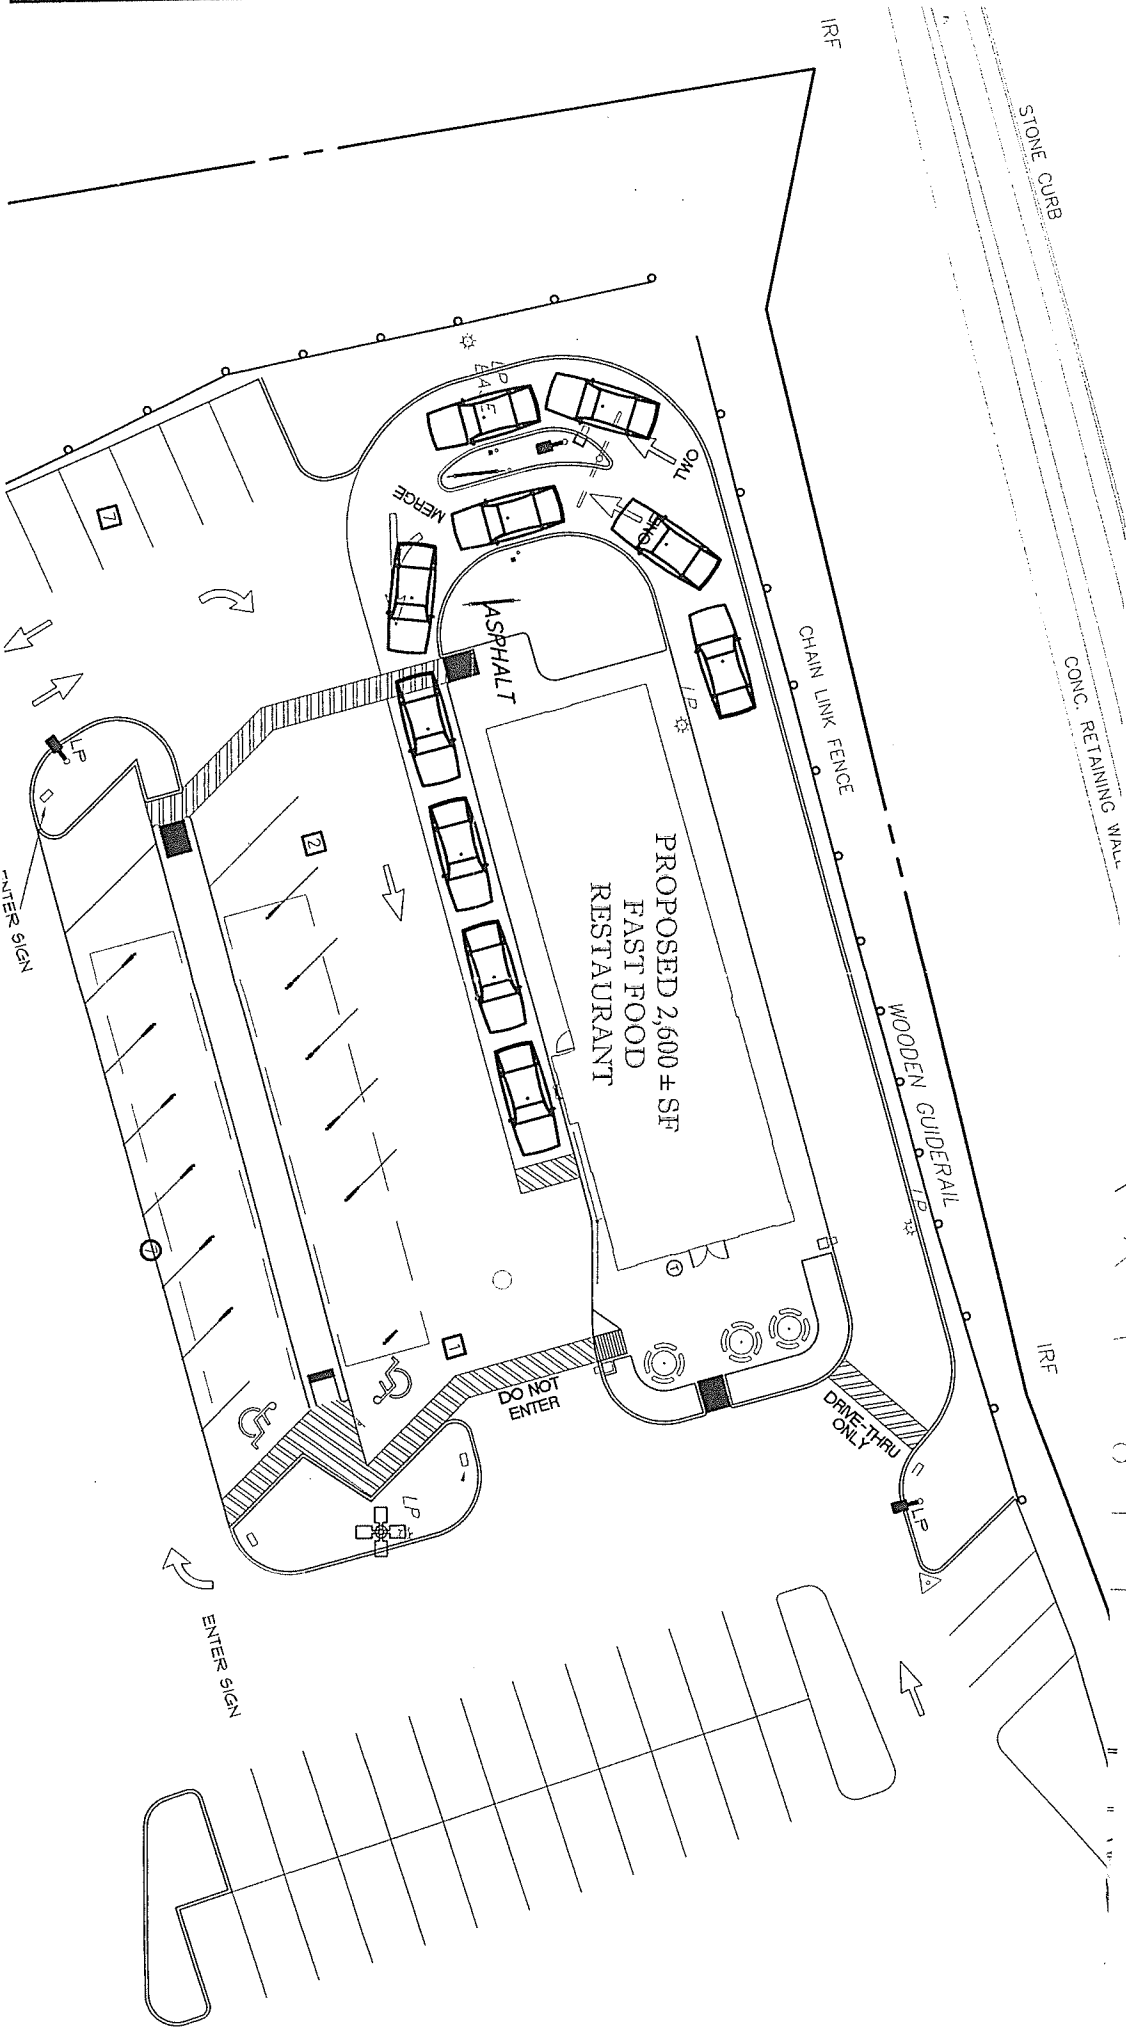 IRF
STONE CURB
CONC. RETAINING WALL
TWO
ONE
MERGE
7
ASPHALT
CHAIN LINK FENCE
LP
LP
2
PROPOSED 2,600 ± SF
FAST FOOD
RESTAURANT
WOODEN GUIDERAIL
LP
ENTER SIGN
7
T
1
DO NOT
ENTER
DRIVE-THRU
ONLY
IRF
LP
LP
ENTER SIGN